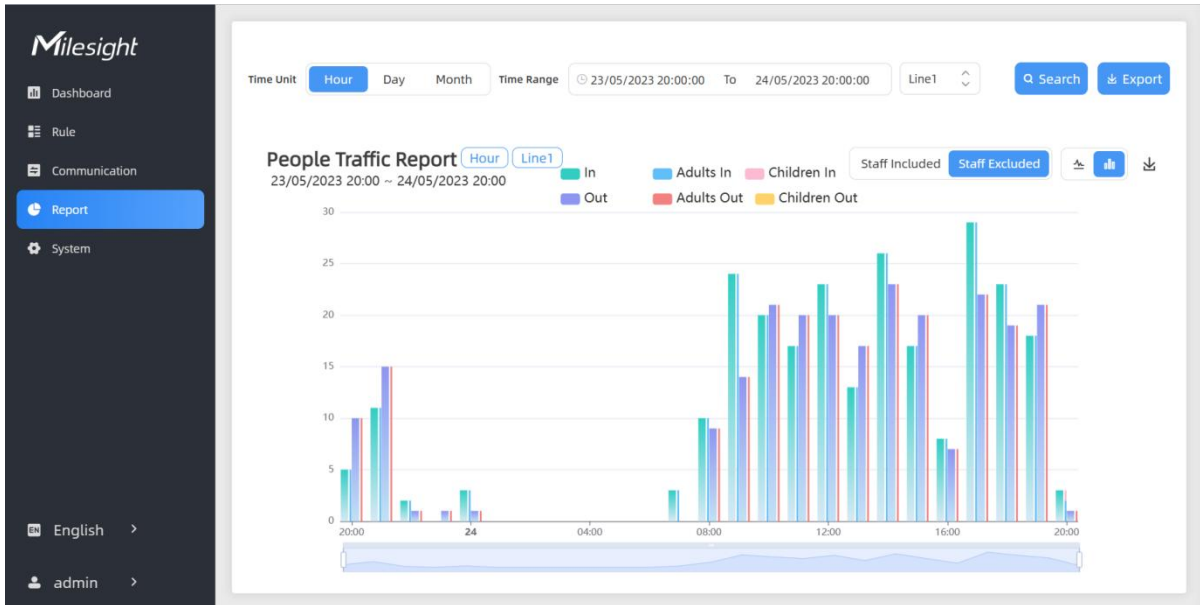 Milesight
Dashboard
Rule
Communication
Report
System
EN English >
admin >
Time Unit Hour Day Month Time Range 23/05/2023 20:00:00 To 24/05/2023 20:00:00 Line1 Search Export
People Traffic Report Hour Line1
23/05/2023 20:00 ~ 24/05/2023 20:00
In Adults In Children In
Out Adults Out Children Out
Staff Included Staff Excluded
30
25
20
15
10
5
0
20:00 24 04:00 08:00 12:00 16:00 20:00